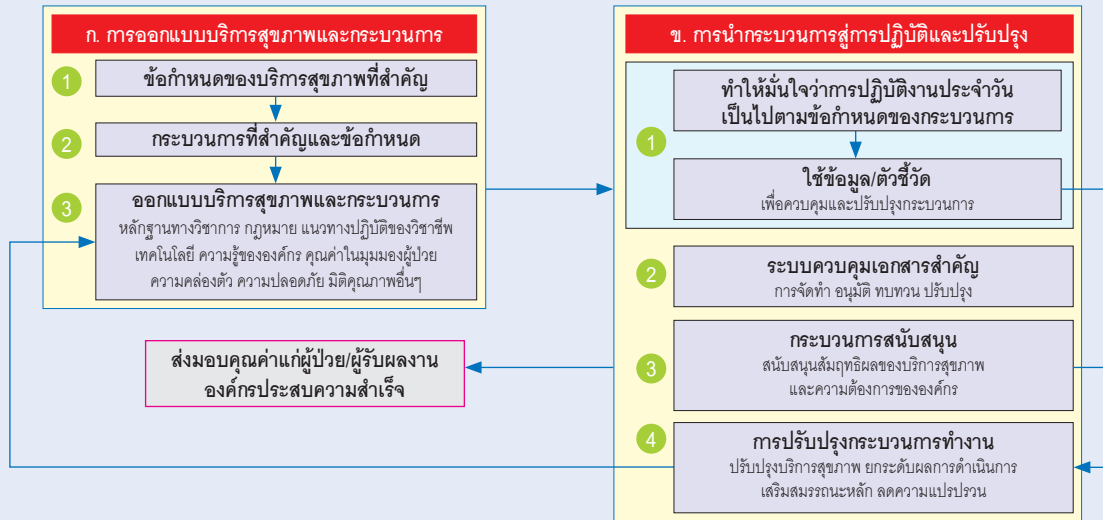 ก. การออกแบบบริการสุขภาพและกระบวนการ
1
ข้อกำหนดของบริการสุขภาพที่สำคัญ
2
กระบวนการที่สำคัญและข้อกำหนด
3
ออกแบบบริการสุขภาพและกระบวนการ
หลักฐานทางวิชาการ กฎหมาย แนวทางปฏิบัติของวิชาชีพ
เทคโนโลยี ความรู้ขององค์กร คุณค่าในมุมมองผู้ป่วย
ความคล่องตัว ความปลอดภัย มิติคุณภาพอื่นๆ
ส่งมอบคุณค่าแก่ผู้ป่วย/ผู้รับผลงาน
องค์กรประสบความสำเร็จ
ข. การนำกระบวนการสู่การปฏิบัติและปรับปรุง
1
ทำให้มั่นใจว่าการปฏิบัติงานประจำวัน
เป็นไปตามข้อกำหนดของกระบวนการ
ใช้ข้อมูล/ตัวชี้วัด
เพื่อควบคุมและปรับปรุงกระบวนการ
2
ระบบควบคุมเอกสารสำคัญ
การจัดทำ อนุมัติ ทบทวน ปรับปรุง
3
กระบวนการสนับสนุน
สนับสนุนสัมฤทธิผลของบริการสุขภาพ
และความต้องการขององค์กร
4
การปรับปรุงกระบวนการทำงาน
ปรับปรุงบริการสุขภาพ ยกระดับผลการดำเนินการ
เสริมสมรรถนะหลัก ลดความแปรปรวน